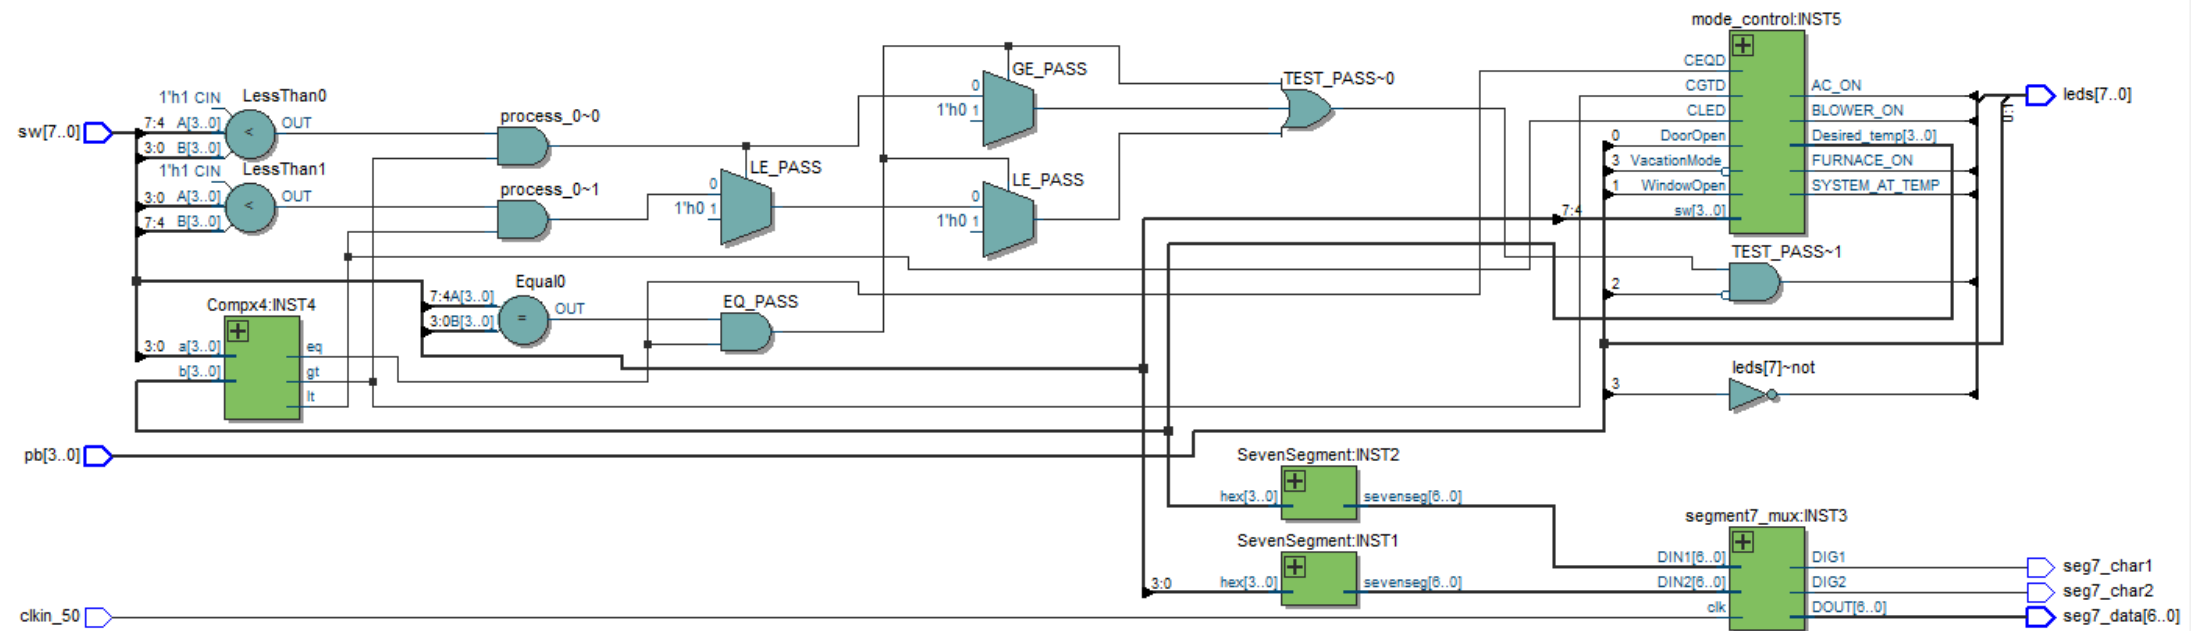 mode_control:INST5
CEQD
CGTD
CLED
DoorOpen
VacationMode
WindowOpen
sw[3..0]
AC_ON
BLOWER_ON
Desired_temp[3..0]
FURNACE_ON
SYSTEM_AT_TEMP
0
3
1
7:4
leds[7..0]
1:0
sw[7..0]
LessThan0
1'h1 CIN
7:4 A[3..0]
3:0 B[3..0]
<
OUT
LessThan1
1'h1 CIN
3:0 A[3..0]
7:4 B[3..0]
<
OUT
process_0~0
process_0~1
LE_PASS
0
1'h0 1
GE_PASS
0
1'h0 1
LE_PASS
0
1'h0 1
TEST_PASS~0
TEST_PASS~1
2
Equal0
7:4A[3..0]
3:0B[3..0]
=
OUT
EQ_PASS
Compx4:INST4
3:0 a[3..0]
b[3..0]
eq
gt
lt
leds[7]~not
3
pb[3..0]
SevenSegment:INST2
hex[3..0]
sevenseg[6..0]
SevenSegment:INST1
3:0 hex[3..0]
sevenseg[6..0]
segment7_mux:INST3
DIN1[6..0]
DIN2[6..0]
clk
DIG1
DIG2
DOUT[6..0]
seg7_char1
seg7_char2
seg7_data[6..0]
clkin_50